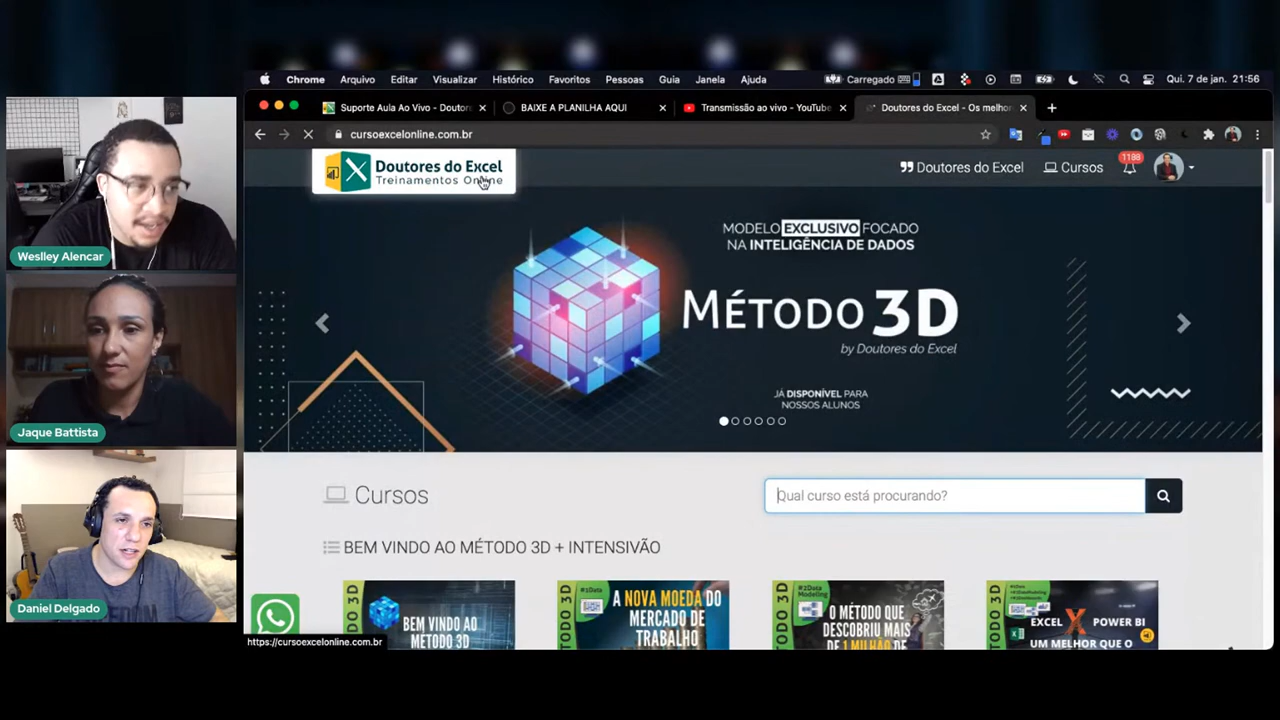 Chrome Arquivo Editar Visualizar Histórico Favoritos Pessoas Guia Janela Ajuda Carregado Qui. 7 de jan. 21:56
Suporte Aula Ao Vivo - Doutore
BAIXE A PLANILHA AQUI
Transmissão ao vivo - YouTube
Doutores do Excel - Os melhor
cursoexcelonline.com.br
Doutores do Excel
Treinamentos Online
Doutores do Excel
Cursos
1188
MODELO EXCLUSIVO FOCADO
NA INTELIGÊNCIA DE DADOS
MÉTODO 3D
by Doutores do Excel
JÁ DISPONÍVEL PARA
NOSSOS ALUNOS
Cursos
Qual curso está procurando?
BEM VINDO AO MÉTODO 3D + INTENSIVÃO
BEM VINDO AO
MÉTODO 3D
A NOVA MOEDA DO
MERCADO DE
TRABALHO
O MÉTODO QUE
DESCOBRIU MAIS
DE 1 MILHÃO DE
EXCEL X POWER BI
UM MELHOR QUE O
https://cursoexcelonline.com.br
Weslley Alencar
Jaque Battista
Daniel Delgado